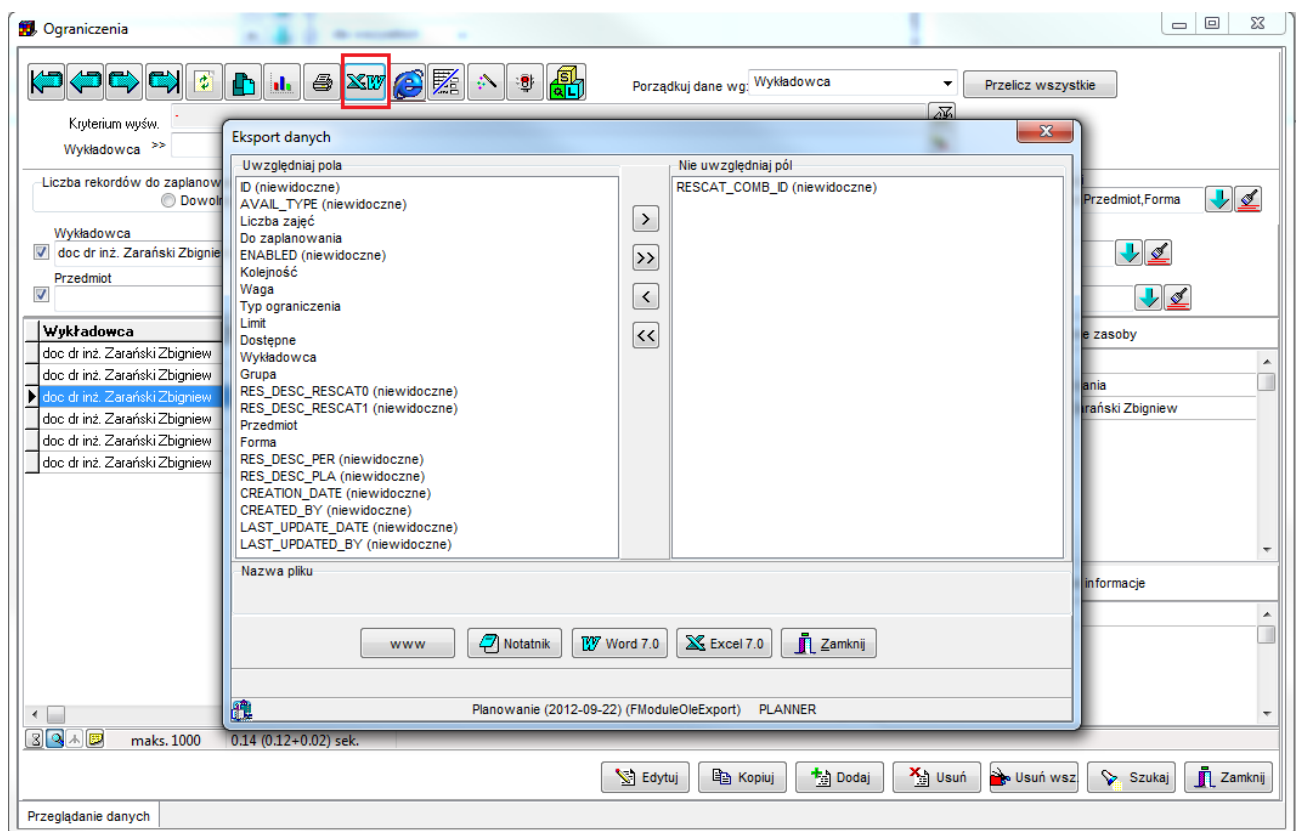 Ograniczenia
XW
SQL
Porządkuj dane wg: Wykładowca
Przelicz wszystkie
Kryterium wyśw.
Wykładowca >>
Liczba rekordów do zaplanow
Dowoln
Przedmiot,Forma
Wykładowca
doc dr inż. Zarański Zbignie
Przedmiot
Wykładowca
doc dr inż. Zarański Zbigniew
doc dr inż. Zarański Zbigniew
doc dr inż. Zarański Zbigniew
doc dr inż. Zarański Zbigniew
doc dr inż. Zarański Zbigniew
doc dr inż. Zarański Zbigniew
e zasoby
ania
rański Zbigniew
informacje
Eksport danych
Uwzględniaj pola
ID (niewidoczne)
AVAIL_TYPE (niewidoczne)
Liczba zajęć
Do zaplanowania
ENABLED (niewidoczne)
Kolejność
Waga
Typ ograniczenia
Limit
Dostępne
Wykładowca
Grupa
RES_DESC_RESCAT0 (niewidoczne)
RES_DESC_RESCAT1 (niewidoczne)
Przedmiot
Forma
RES_DESC_PER (niewidoczne)
RES_DESC_PLA (niewidoczne)
CREATION_DATE (niewidoczne)
CREATED_BY (niewidoczne)
LAST_UPDATE_DATE (niewidoczne)
LAST_UPDATED_BY (niewidoczne)
>
>>
<
<<
Nie uwzględniaj pól
RESCAT_COMB_ID (niewidoczne)
Nazwa pliku
www
Notatnik
Word 7.0
Excel 7.0
Zamknij
Planowanie (2012-09-22) (FModuleOleExport) PLANNER
maks. 1000 0.14 (0.12+0.02) sek.
Edytuj
Kopiuj
Dodaj
Usuń
Usuń wsz.
Szukaj
Zamknij
Przeglądanie danych